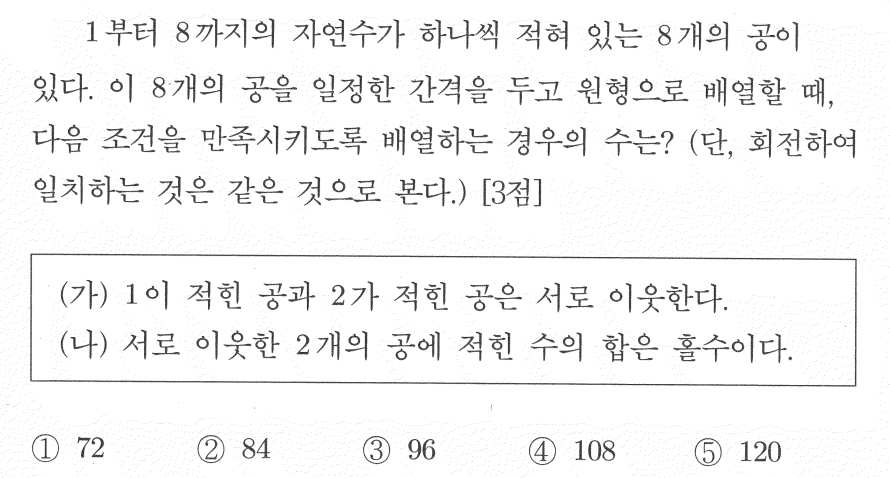 1부터 8까지의 자연수가 하나씩 적혀 있는 8개의 공이
있다. 이 8개의 공을 일정한 간격을 두고 원형으로 배열할 때,
다음 조건을 만족시키도록 배열하는 경우의 수는? (단, 회전하여
일치하는 것은 같은 것으로 본다.) [3점]
(가) 1이 적힌 공과 2가 적힌 공은 서로 이웃한다.
(나) 서로 이웃한 2개의 공에 적힌 수의 합은 홀수이다.
① 72 ② 84 ③ 96 ④ 108 ⑤ 120